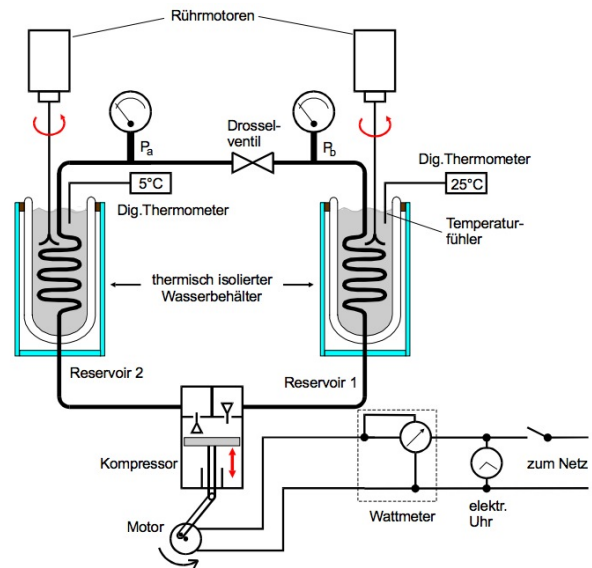 Rührmotoren
Drossel-
ventil
Pa
Pb
Dig.Thermometer
5°C
25°C
Dig.Thermometer
Temperatur-
fühler
thermisch isolierter
Wasserbehälter
Reservoir 2
Reservoir 1
Kompressor
zum Netz
Wattmeter
elektr.
Uhr
Motor